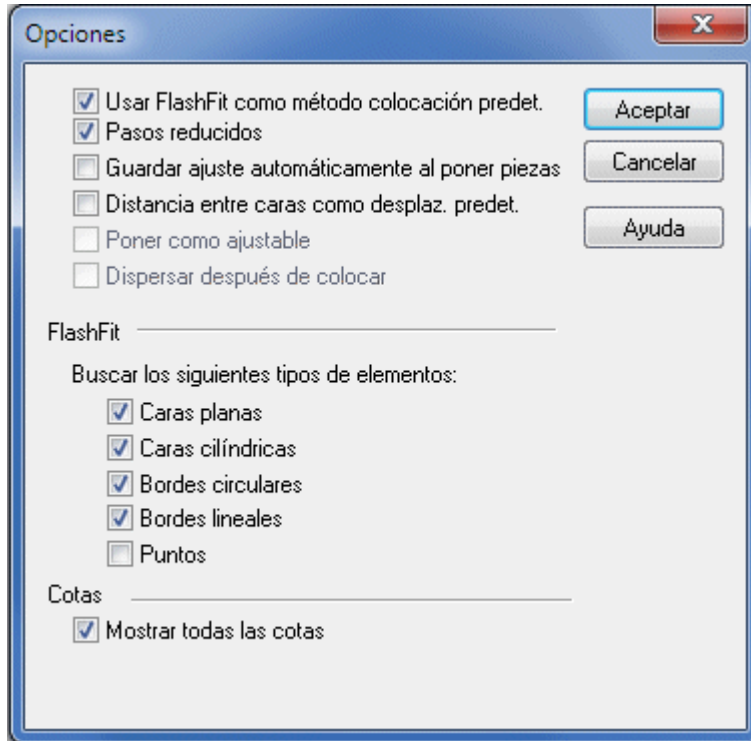 Opciones
Usar FlashFit como método colocación predet.
Pasos reducidos
Guardar ajuste automáticamente al poner piezas
Distancia entre caras como desplaz. predet.
Poner como ajustable
Dispersar después de colocar
Aceptar
Cancelar
Ayuda
FlashFit
Buscar los siguientes tipos de elementos:
Caras planas
Caras cilíndricas
Bordes circulares
Bordes lineales
Puntos
Cotas
Mostrar todas las cotas